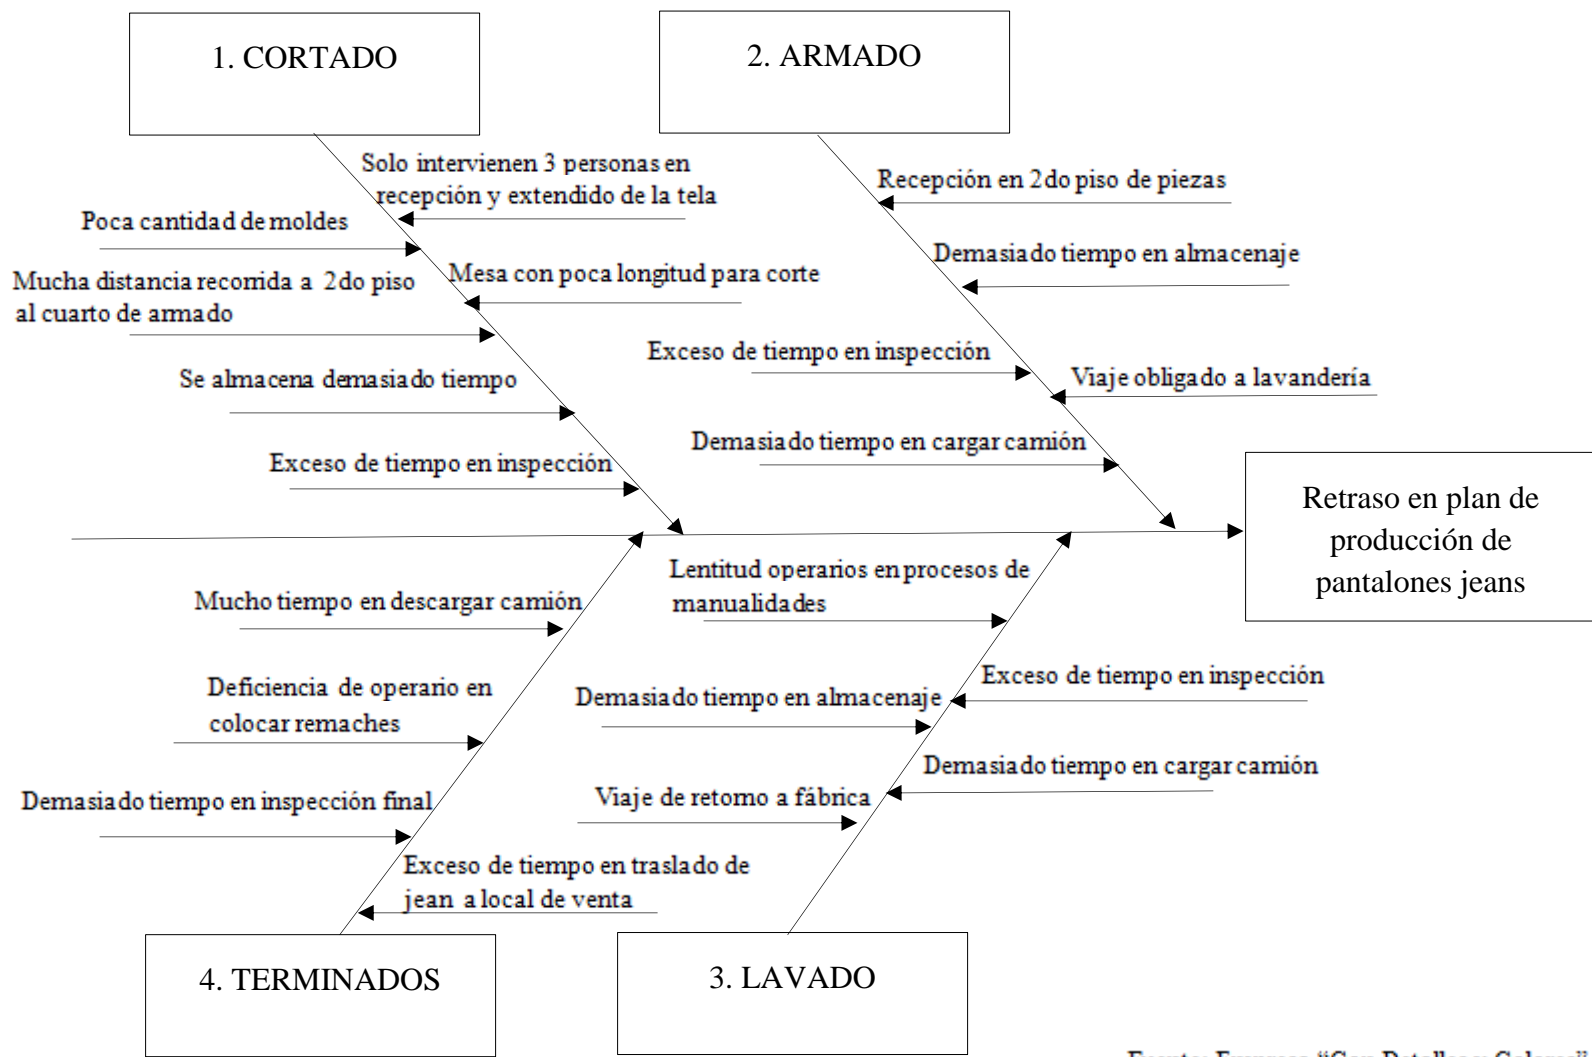 1. CORTADO
2. ARMADO
Solo intervienen 3 personas en
recepción y extendido de la tela
Poca cantidad de moldes
Mesa con poca longitud para corte
Mucha distancia recorrida a 2do piso
al cuarto de armado
Se almacena demasiado tiempo
Exceso de tiempo en inspección
Recepción en 2do piso de piezas
Demasiado tiempo en almacenaje
Exceso de tiempo en inspección
Viaje obligado a lavandería
Demasiado tiempo en cargar camión
Retraso en plan de
producción de
pantalones jeans
Mucho tiempo en descargar camión
Deficiencia de operario en
colocar remaches
Demasiado tiempo en inspección final
Exceso de tiempo en traslado de
jean a local de venta
Lentitud operarios en procesos de
manualidades
Exceso de tiempo en inspección
Demasiado tiempo en almacenaje
Demasiado tiempo en cargar camión
Viaje de retorno a fábrica
4. TERMINADOS
3. LAVADO